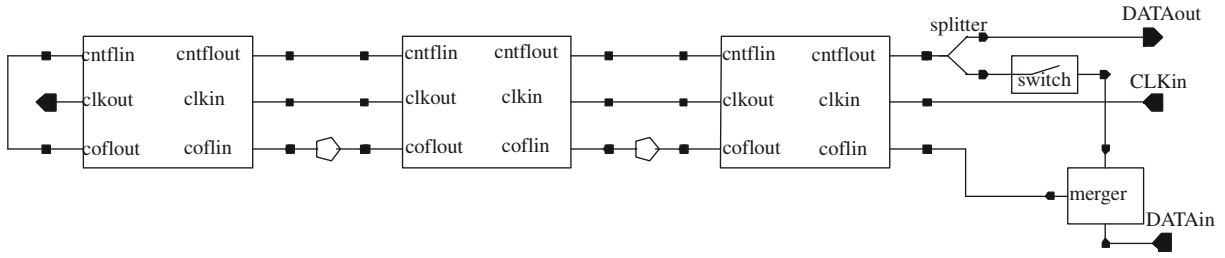 DATAout
splitter
cntflin cntflout cntflin cntflout cntflin cntflout
switch
CLKin
clkout clkin clkout clkin clkout clkin
coflout coflin coflout coflin coflout coflin
merger
DATAin